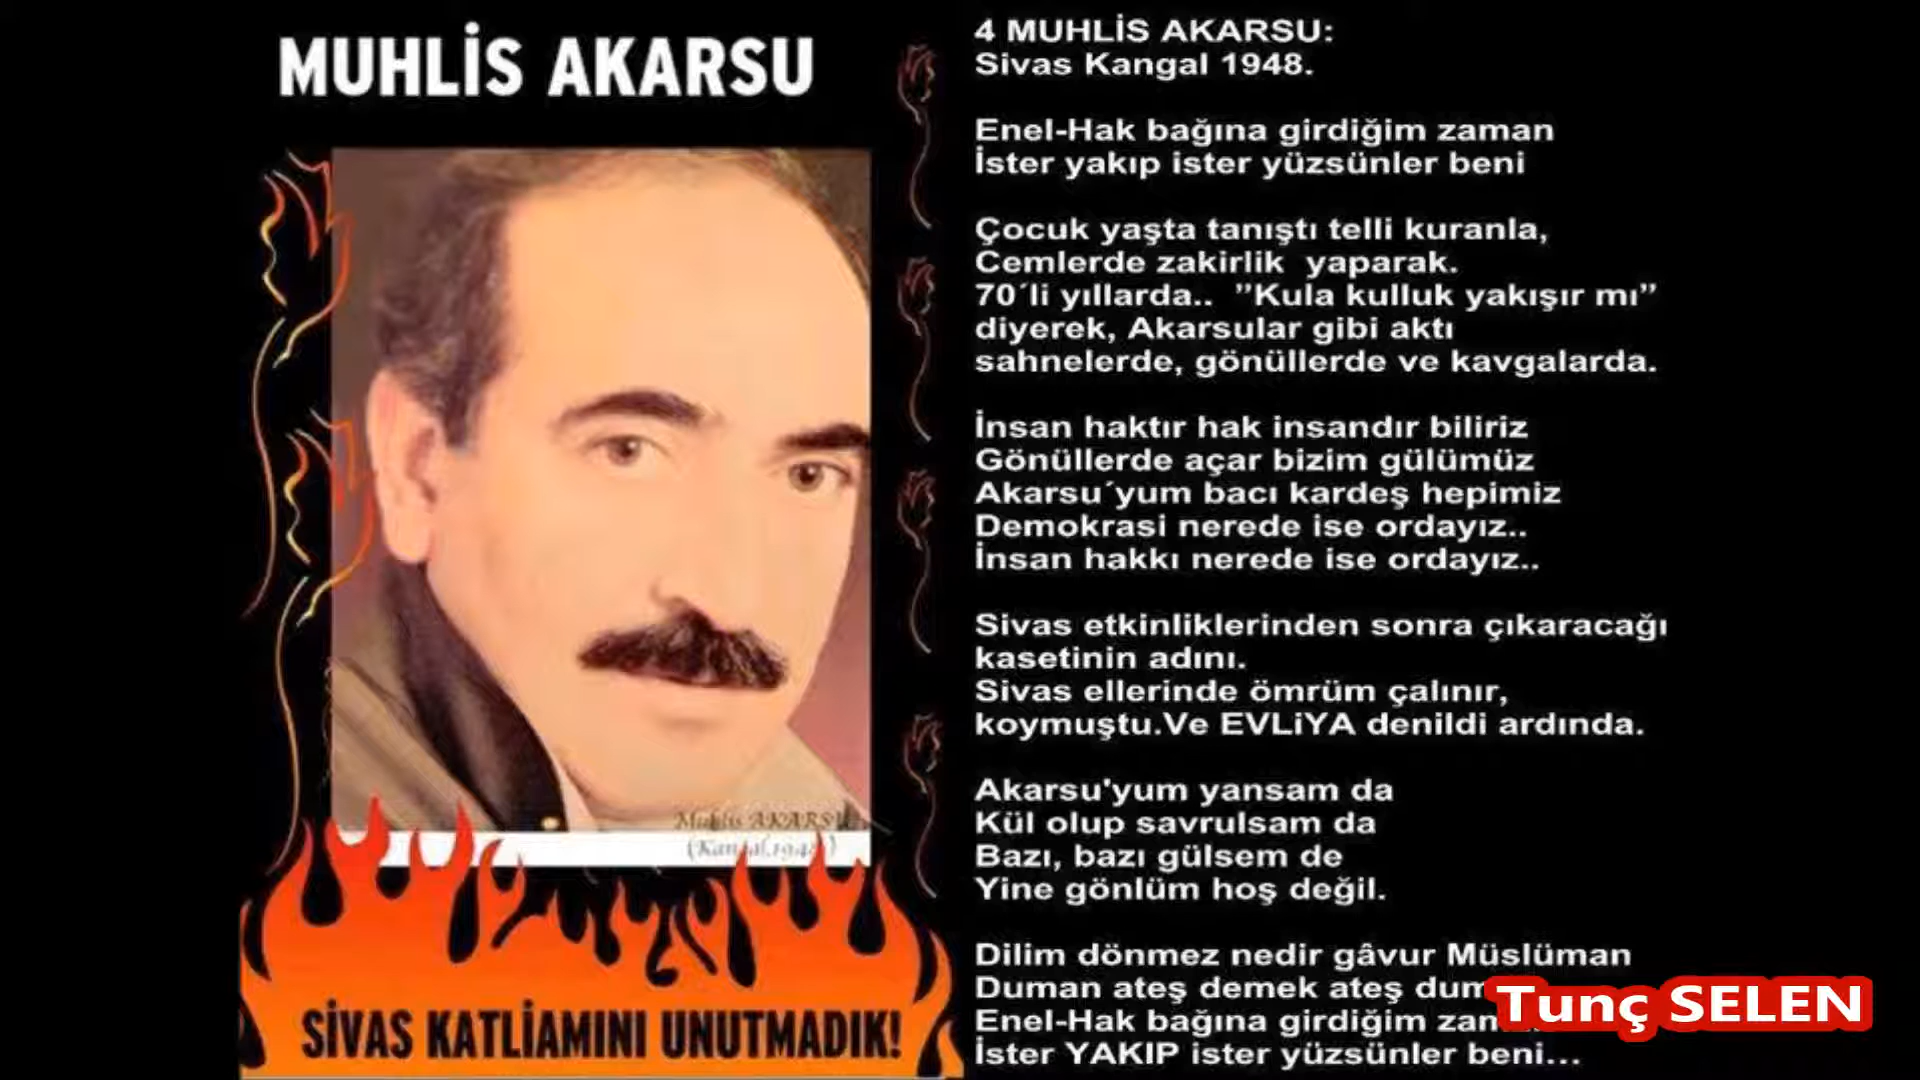 MUHLİS AKARSU
Muhlis AKARSU
(Kangal,1948)
SİVAS KATLİAMINI UNUTMADIK!
4 MUHLİS AKARSU:
Sivas Kangal 1948.
Enel-Hak bağına girdiğim zaman
İster yakıp ister yüzsünler beni
Çocuk yaşta tanıştı telli kuranla,
Cemlerde zakirlik  yaparak.
70´li yıllarda..  ”Kula kulluk yakışır mı”
diyerek, Akarsular gibi aktı
sahnelerde, gönüllerde ve kavgalarda.
İnsan haktır hak insandır biliriz
Gönüllerde açar bizim gülümüz
Akarsu´yum bacı kardeş hepimiz
Demokrasi nerede ise ordayız..
İnsan hakkı nerede ise ordayız..
Sivas etkinliklerinden sonra çıkaracağı
kasetinin adını.
Sivas ellerinde ömrüm çalınır,
koymuştu.Ve EVLiYA denildi ardında.
Akarsu'yum yansam da
Kül olup savrulsam da
Bazı, bazı gülsem de
Yine gönlüm hoş değil.
Dilim dönmez nedir gâvur Müslüman
Duman ateş demek ateş
Enel-Hak bağına girdiğim
İster YAKIP ister yüzsünler beni...
Tunç SELEN